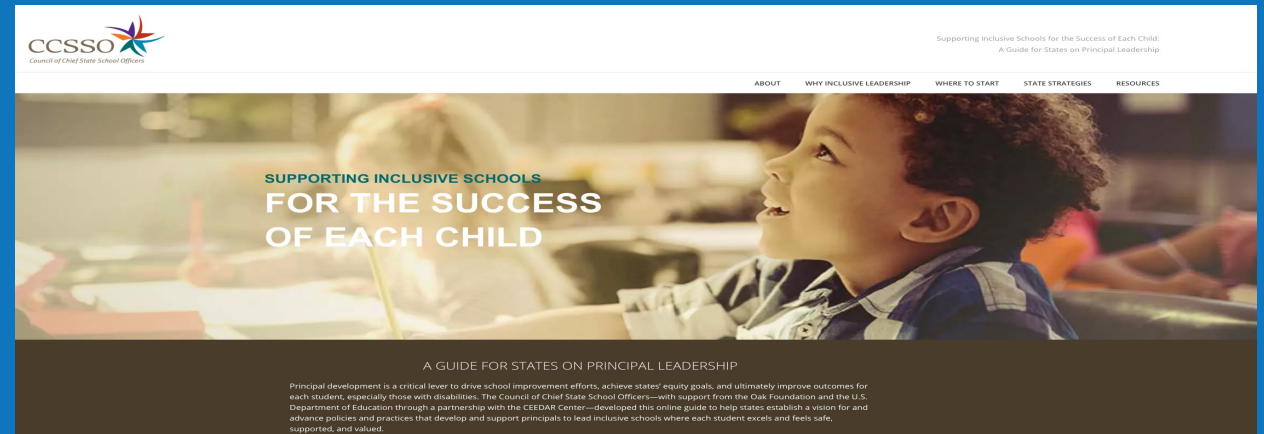 CCSSO
Council of Chief State School Officers
Supporting Inclusive Schools for the Success of Each Child:
A Guide for States on Principal Leadership
ABOUT WHY INCLUSIVE LEADERSHIP WHERE TO START STATE STRATEGIES RESOURCES
SUPPORTING INCLUSIVE SCHOOLS
FOR THE SUCCESS
OF EACH CHILD
A GUIDE FOR STATES ON PRINCIPAL LEADERSHIP
Principal development is a critical lever to drive school improvement efforts, achieve states' equity goals, and ultimately improve outcomes for
each student, especially those with disabilities. The Council of Chief State School Officers—with support from the Oak Foundation and the U.S.
Department of Education through a partnership with the CEEDAR Center—developed this online guide to help states establish a vision for and
advance policies and practices that develop and support principals to lead inclusive schools where each student excels and feels safe,
supported, and valued.